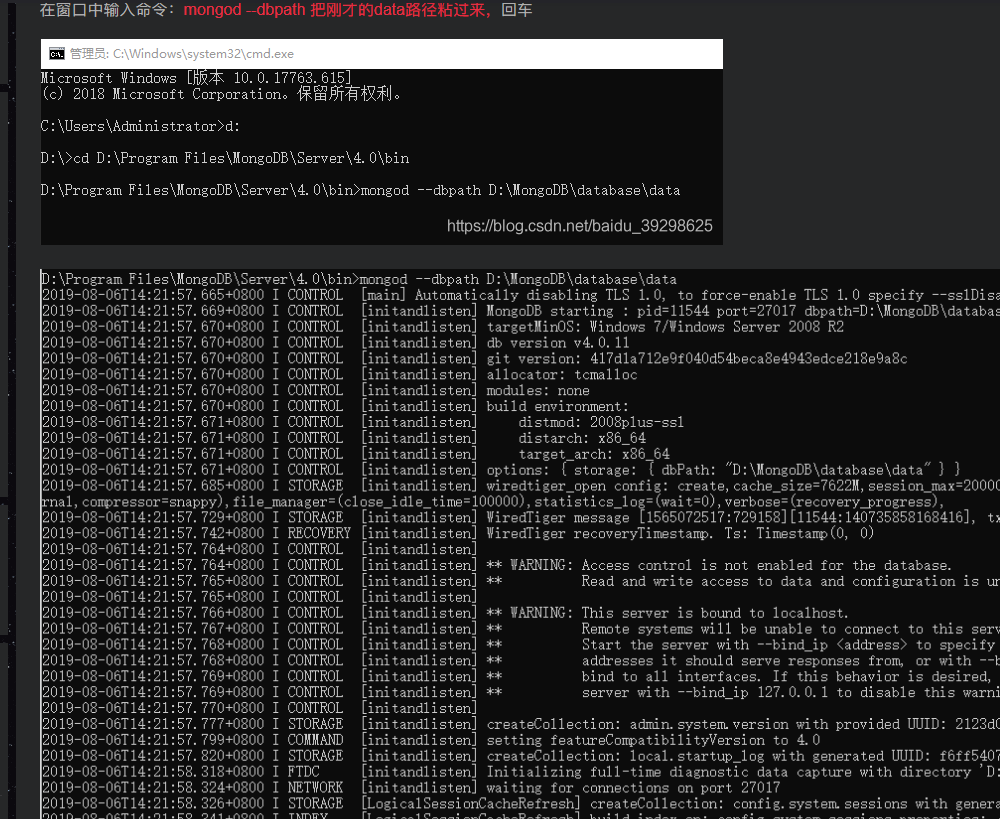 在窗口中输入命令：mongod --dbpath 把刚才的data路径粘过来，回车
管理员: C:\Windows\system32\cmd.exe
Microsoft Windows [版本 10.0.17763.615]
(c) 2018 Microsoft Corporation。保留所有权利。
C:\Users\Administrator>d:
D:\>cd D:\Program Files\MongoDB\Server\4.0\bin
D:\Program Files\MongoDB\Server\4.0\bin>mongod --dbpath D:\MongoDB\database\data
https://blog.csdn.net/baidu_39298625
D:\Program Files\MongoDB\Server\4.0\bin>mongod --dbpath D:\MongoDB\database\data
2019-08-06T14:21:57.665+0800 I CONTROL  [main] Automatically disabling TLS 1.0, to force-enable TLS 1.0 specify --sslDisa
2019-08-06T14:21:57.669+0800 I CONTROL  [initandlisten] MongoDB starting : pid=11544 port=27017 dbpath=D:\MongoDB\databas
2019-08-06T14:21:57.670+0800 I CONTROL  [initandlisten] targetMinOS: Windows 7/Windows Server 2008 R2
2019-08-06T14:21:57.670+0800 I CONTROL  [initandlisten] db version v4.0.11
2019-08-06T14:21:57.670+0800 I CONTROL  [initandlisten] git version: 417d1a712e9f040d54beca8e4943edce218e9a8c
2019-08-06T14:21:57.670+0800 I CONTROL  [initandlisten] allocator: tcmalloc
2019-08-06T14:21:57.670+0800 I CONTROL  [initandlisten] modules: none
2019-08-06T14:21:57.670+0800 I CONTROL  [initandlisten] build environment:
2019-08-06T14:21:57.671+0800 I CONTROL  [initandlisten]     distmod: 2008plus-ssl
2019-08-06T14:21:57.671+0800 I CONTROL  [initandlisten]     distarch: x86_64
2019-08-06T14:21:57.671+0800 I CONTROL  [initandlisten]     target_arch: x86_64
2019-08-06T14:21:57.671+0800 I CONTROL  [initandlisten] options: { storage: { dbPath: "D:\MongoDB\database\data" } }
2019-08-06T14:21:57.685+0800 I STORAGE  [initandlisten] wiredtiger_open config: create,cache_size=7622M,session_max=20000
rnal,compressor=snappy),file_manager=(close_idle_time=100000),statistics_log=(wait=0),verbose=(recovery_progress),
2019-08-06T14:21:57.729+0800 I STORAGE  [initandlisten] WiredTiger message [1565072517:729158][11544:140735858168416], tx
2019-08-06T14:21:57.742+0800 I RECOVERY [initandlisten] WiredTiger recoveryTimestamp. Ts: Timestamp(0, 0)
2019-08-06T14:21:57.764+0800 I CONTROL  [initandlisten]
2019-08-06T14:21:57.764+0800 I CONTROL  [initandlisten] ** WARNING: Access control is not enabled for the database.
2019-08-06T14:21:57.765+0800 I CONTROL  [initandlisten] **          Read and write access to data and configuration is un
2019-08-06T14:21:57.765+0800 I CONTROL  [initandlisten]
2019-08-06T14:21:57.766+0800 I CONTROL  [initandlisten] ** WARNING: This server is bound to localhost.
2019-08-06T14:21:57.767+0800 I CONTROL  [initandlisten] **          Remote systems will be unable to connect to this serv
2019-08-06T14:21:57.768+0800 I CONTROL  [initandlisten] **          Start the server with --bind_ip <address> to specify
2019-08-06T14:21:57.768+0800 I CONTROL  [initandlisten] **          addresses it should serve responses from, or with --b
2019-08-06T14:21:57.769+0800 I CONTROL  [initandlisten] **          bind to all interfaces. If this behavior is desired,
2019-08-06T14:21:57.769+0800 I CONTROL  [initandlisten] **          server with --bind_ip 127.0.0.1 to disable this warni
2019-08-06T14:21:57.770+0800 I CONTROL  [initandlisten]
2019-08-06T14:21:57.777+0800 I STORAGE  [initandlisten] createCollection: admin.system.version with provided UUID: 2123d0
2019-08-06T14:21:57.799+0800 I COMMAND  [initandlisten] setting featureCompatibilityVersion to 4.0
2019-08-06T14:21:57.820+0800 I STORAGE  [initandlisten] createCollection: local.startup_log with generated UUID: f6ff5407
2019-08-06T14:21:58.318+0800 I FTDC     [initandlisten] Initializing full-time diagnostic data capture with directory 'D:
2019-08-06T14:21:58.324+0800 I NETWORK  [initandlisten] waiting for connections on port 27017
2019-08-06T14:21:58.326+0800 I STORAGE  [LogicalSessionCacheRefresh] createCollection: config.system.sessions with genera